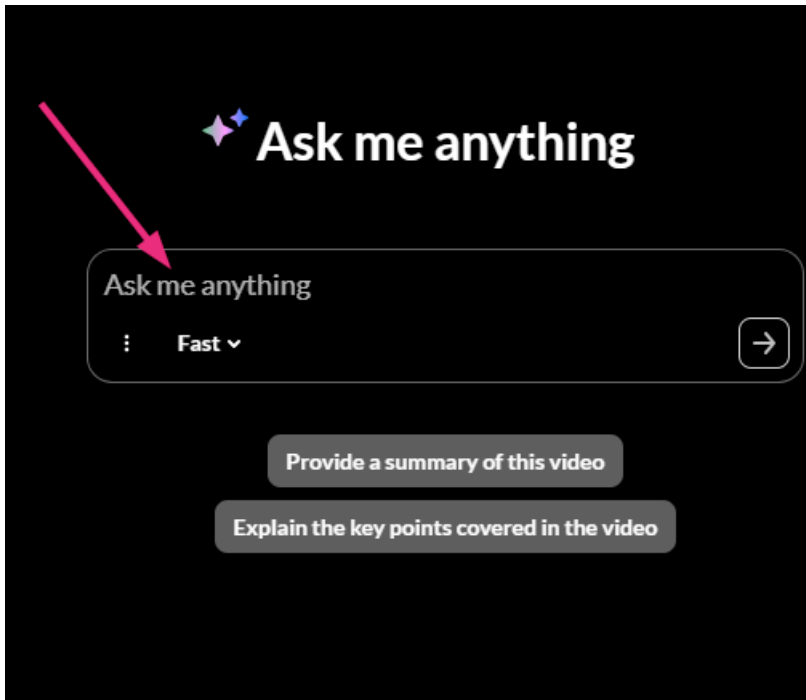 Ask me anything
Ask me anything
Fast
Provide a summary of this video
Explain the key points covered in the video